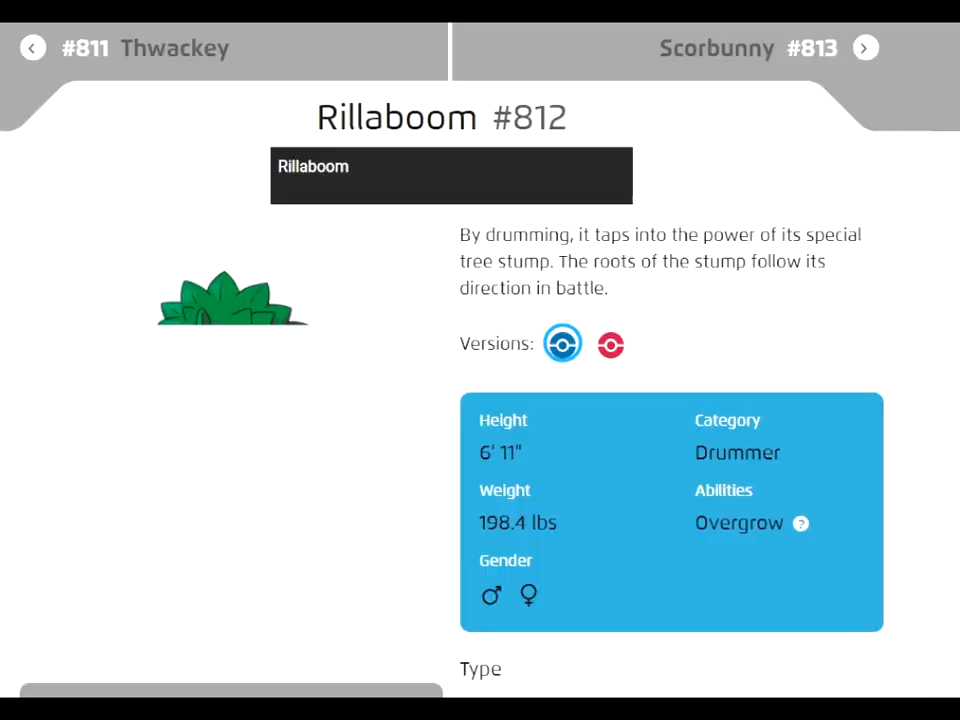 #811 Thwackey
Scorbunny #813
Rillaboom #812
Rillaboom
By drumming, it taps into the power of its special
tree stump. The roots of the stump follow its
direction in battle.
Versions:
Height
6' 11"
Weight
198.4 lbs
Gender
Category
Drummer
Abilities
Overgrow ?
Type